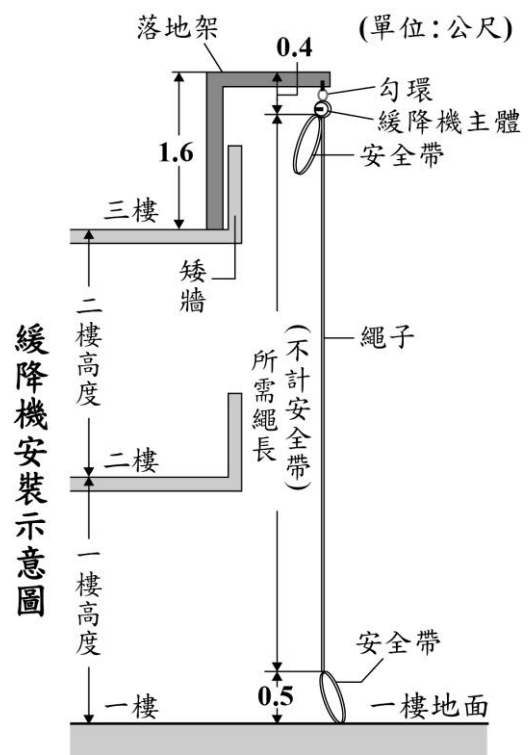 落地架
0.4
(單位:公尺)
勾環
緩降機主體
安全帶
1.6
三樓
矮牆
二樓高度
繩子
所需繩長
(不計安全帶)
緩降機安裝示意圖
二樓
一樓高度
安全帶
0.5
一樓
一樓地面